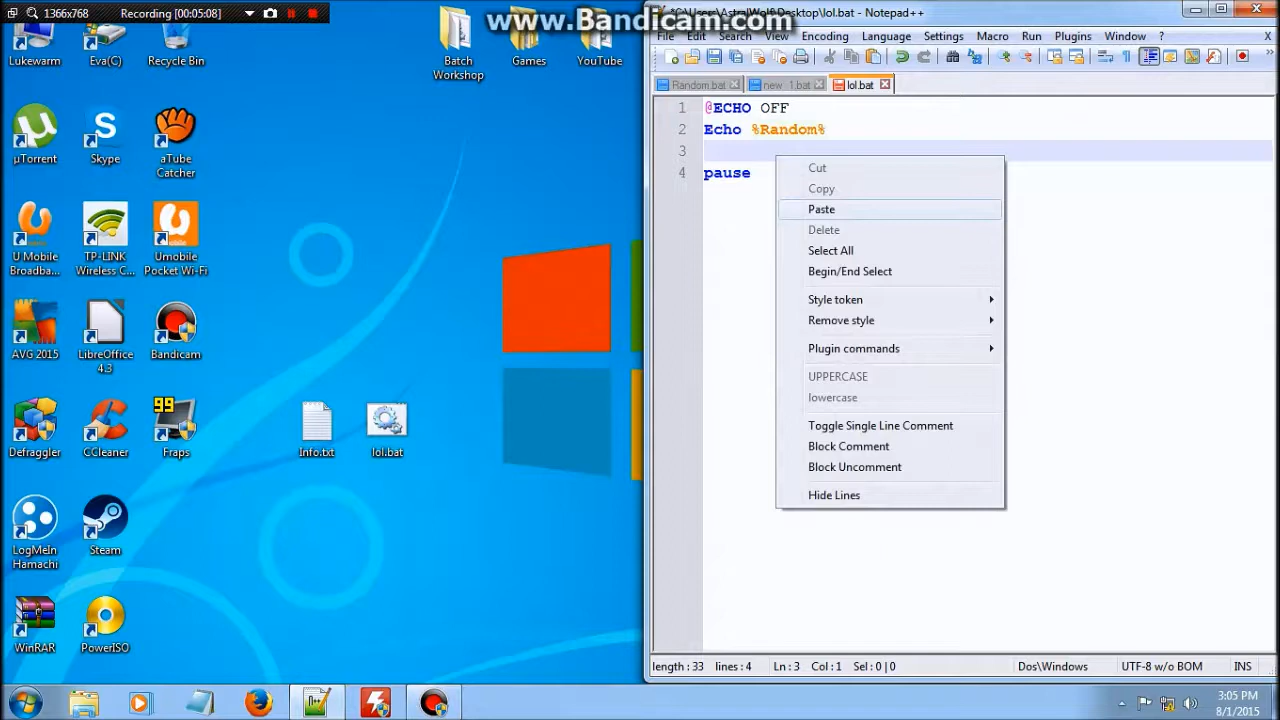 1366x768 Recording [00:05:08]
www.Bandicam.com
*C:\Users\AstralWolf\Desktop\lol.bat - Notepad++
File Edit Search View Encoding Language Settings Macro Run Plugins Window ? X
Random.bat new 1.bat lol.bat
1 @ECHO OFF
2 Echo %Random%
3
4 pause
Cut
Copy
Paste
Delete
Select All
Begin/End Select
Style token
Remove style
Plugin commands
UPPERCASE
lowercase
Toggle Single Line Comment
Block Comment
Block Uncomment
Hide Lines
length : 33 lines : 4 Ln : 3 Col : 1 Sel : 0 | 0 Dos\Windows UTF-8 w/o BOM INS
Lukewarm Eva(C) Recycle Bin
Batch
Workshop
Games YouTube
µTorrent Skype aTube
Catcher
U Mobile
Broadba...
TP-LINK
Wireless C...
Umobile
Pocket Wi-Fi
AVG 2015 LibreOffice
4.3
Bandicam
99
Defraggler CCleaner Fraps
Info.txt lol.bat
LogMeIn
Hamachi
Steam
WinRAR PowerISO
3:05 PM
8/1/2015